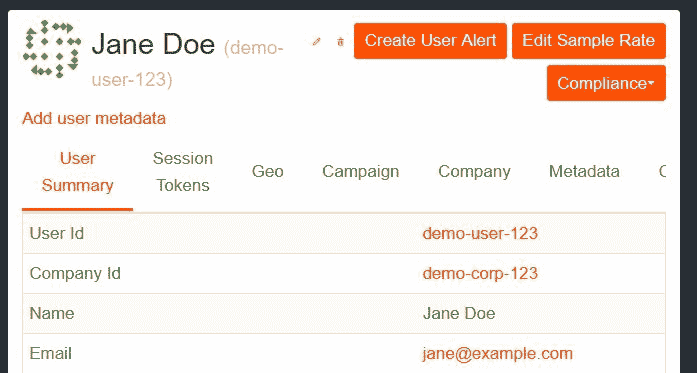 Jane Doe (demo-
user-123)
Create User Alert
Edit Sample Rate
Compliance
Add user metadata
User
Summary
Session
Tokens
Geo
Campaign
Company
Metadata
User Id demo-user-123
Company Id demo-corp-123
Name Jane Doe
Email jane@example.com